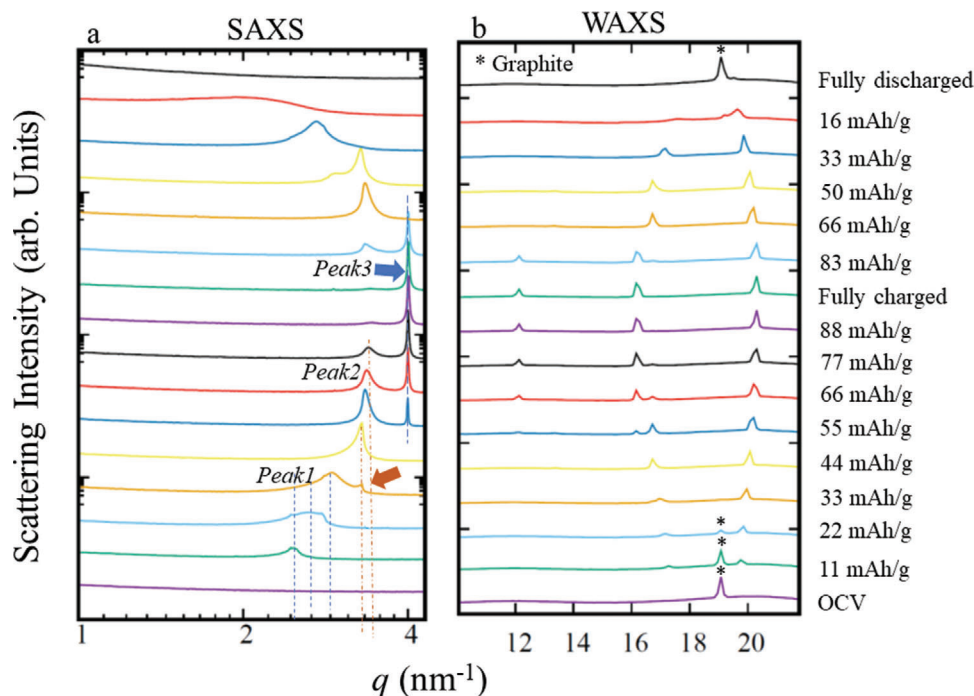 SAXS
WAXS
a
b
* Graphite
*
Fully discharged
16 mAh/g
33 mAh/g
50 mAh/g
66 mAh/g
83 mAh/g
Peak3
Fully charged
88 mAh/g
77 mAh/g
Peak2
66 mAh/g
55 mAh/g
44 mAh/g
Peak1
33 mAh/g
*
22 mAh/g
*
11 mAh/g
*
OCV
Scattering Intensity (arb. Units)
1 2 4
12 14 16 18 20
q (nm-1)